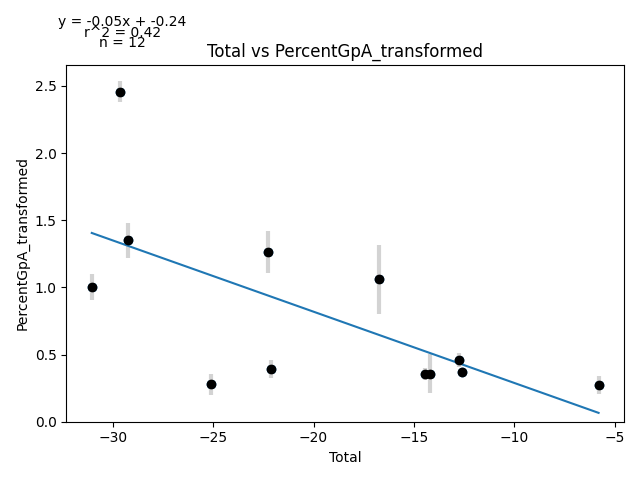 y = -0.05x + -0.24
r^2 = 0.42
n = 12
Total vs PercentGpA_transformed
PercentGpA_transformed
2.5
2.0
1.5
1.0
0.5
0.0
−30
−25
−20
−15
−10
−5
Total